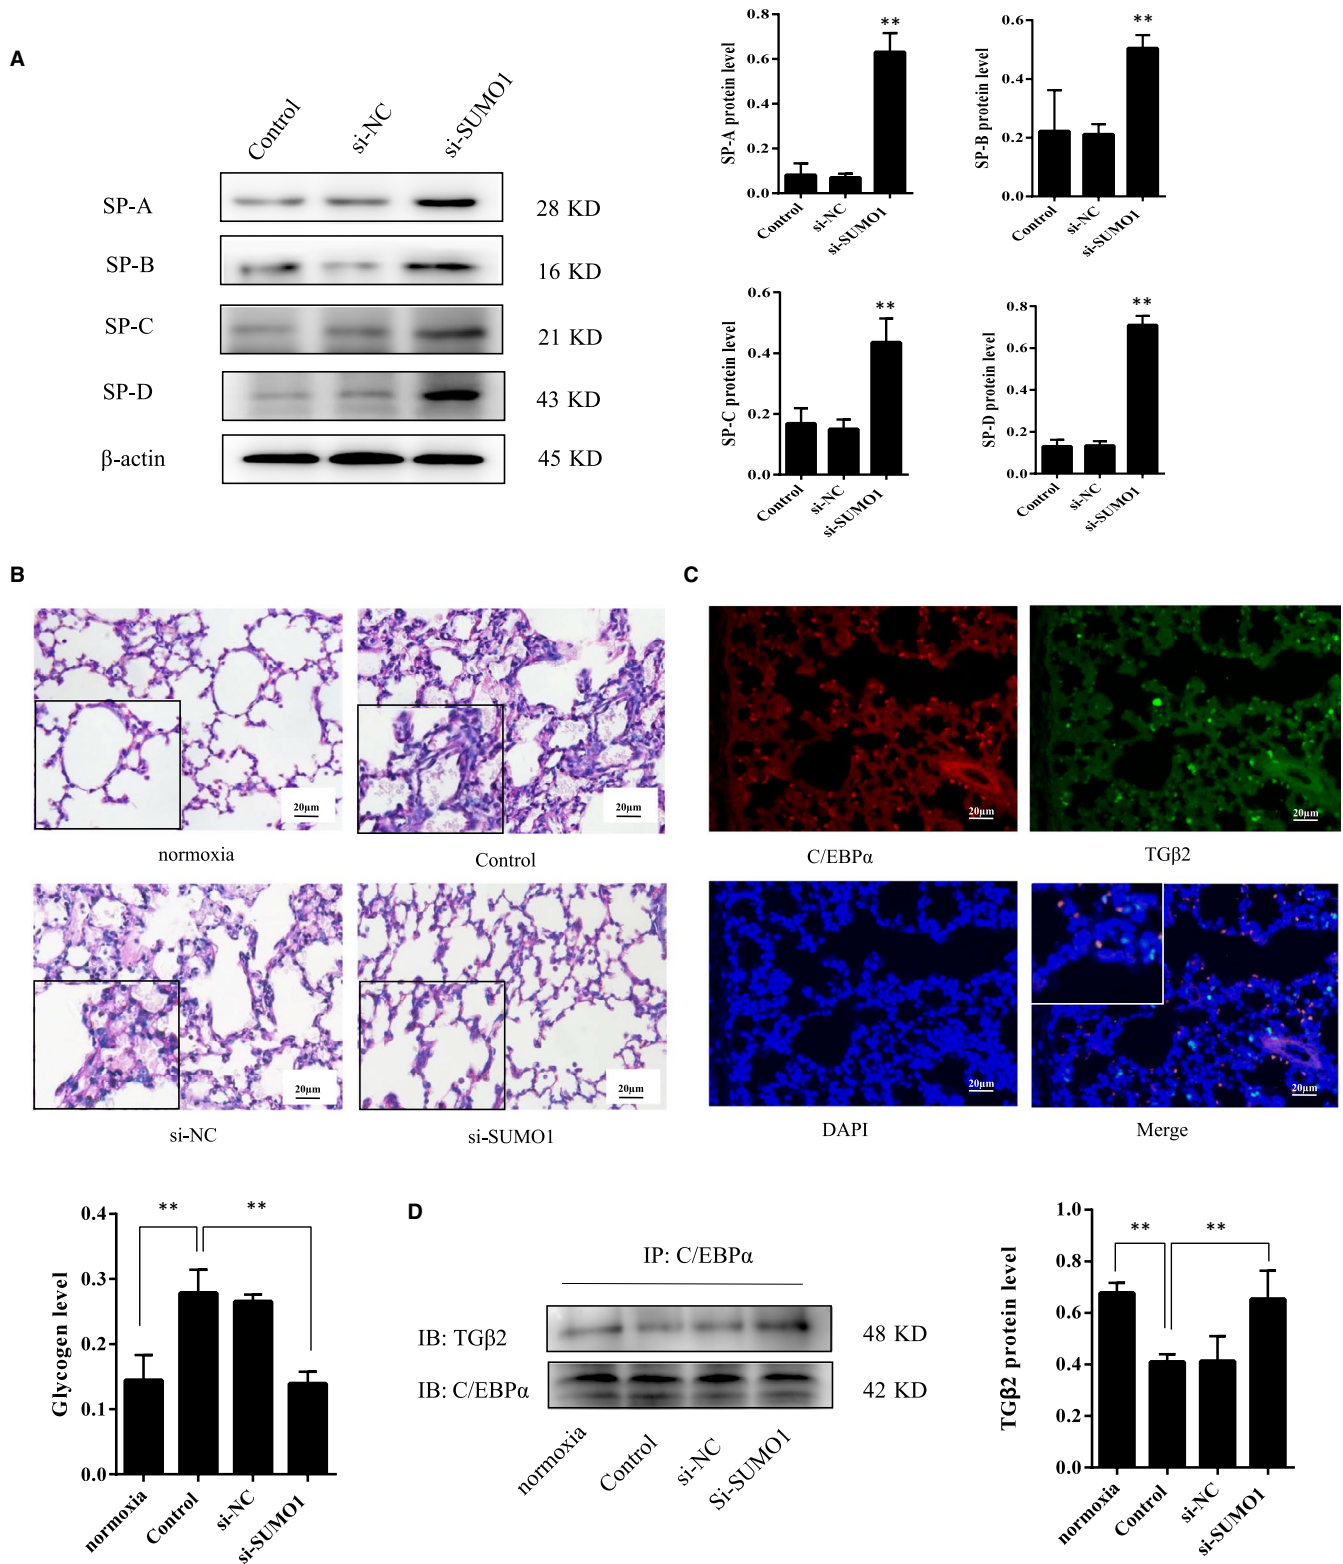 A
Control
si-NC
si-SUMO1
SP-A
28 KD
SP-B
16 KD
SP-C
21 KD
SP-D
43 KD
β-actin
45 KD
SP-A protein level
0.8
0.6
0.4
0.2
0.0
**
Control
si-NC
si-SUMO1
SP-B protein level
0.6
0.4
0.2
0.0
**
Control
si-NC
si-SUMO1
SP-C protein level
0.6
0.4
0.2
0.0
**
Control
si-NC
si-SUMO1
SP-D protein level
0.8
0.6
0.4
0.2
0.0
**
Control
si-NC
si-SUMO1
B
20μm
20μm
normoxia
Control
20μm
20μm
si-NC
si-SUMO1
Glycogen level
0.4
0.3
0.2
0.1
0.0
**
**
normoxia
Control
si-NC
si-SUMO1
C
20μm
20μm
C/EBPα
TGβ2
20μm
20μm
DAPI
Merge
D
IP: C/EBPα
IB: TGβ2
48 KD
IB: C/EBPα
42 KD
normoxia
Control
si-NC
Si-SUMO1
TGβ2 protein level
1.0
0.8
0.6
0.4
0.2
0.0
**
**
normoxia
Control
si-NC
si-SUMO1